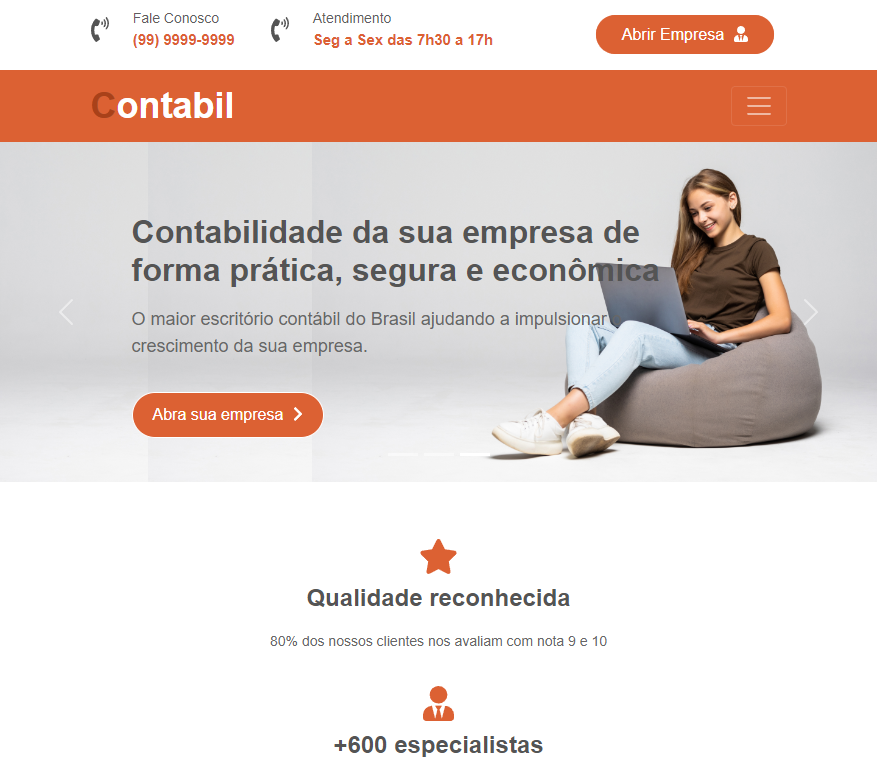 Fale Conosco
(99) 9999-9999
Atendimento
Seg a Sex das 7h30 a 17h
Abrir Empresa
Contabil
Contabilidade da sua empresa de
forma prática, segura e econômica
O maior escritório contábil do Brasil ajudando a impulsionar
crescimento da sua empresa.
Abra sua empresa
Qualidade reconhecida
80% dos nossos clientes nos avaliam com nota 9 e 10
+600 especialistas